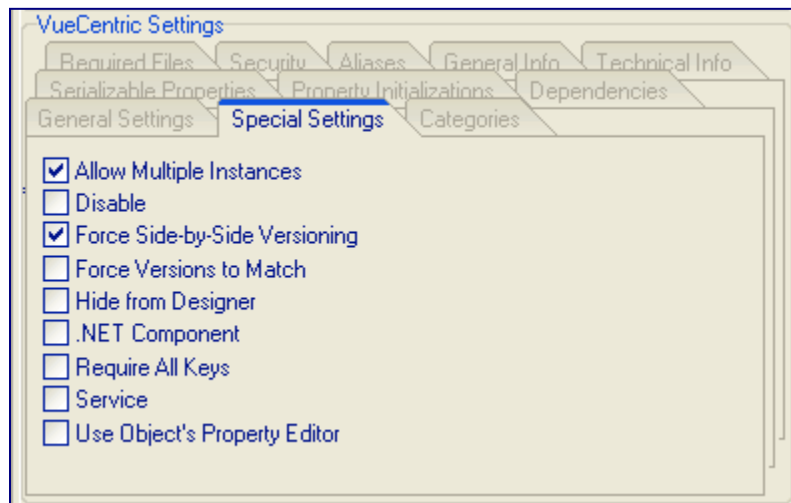 VueCentric Settings
Required Files Security Aliases General Info Technical Info
Serializable Properties Property Initializations Dependencies
General Settings Special Settings Categories
Allow Multiple Instances
Disable
Force Side-by-Side Versioning
Force Versions to Match
Hide from Designer
.NET Component
Require All Keys
Service
Use Object's Property Editor